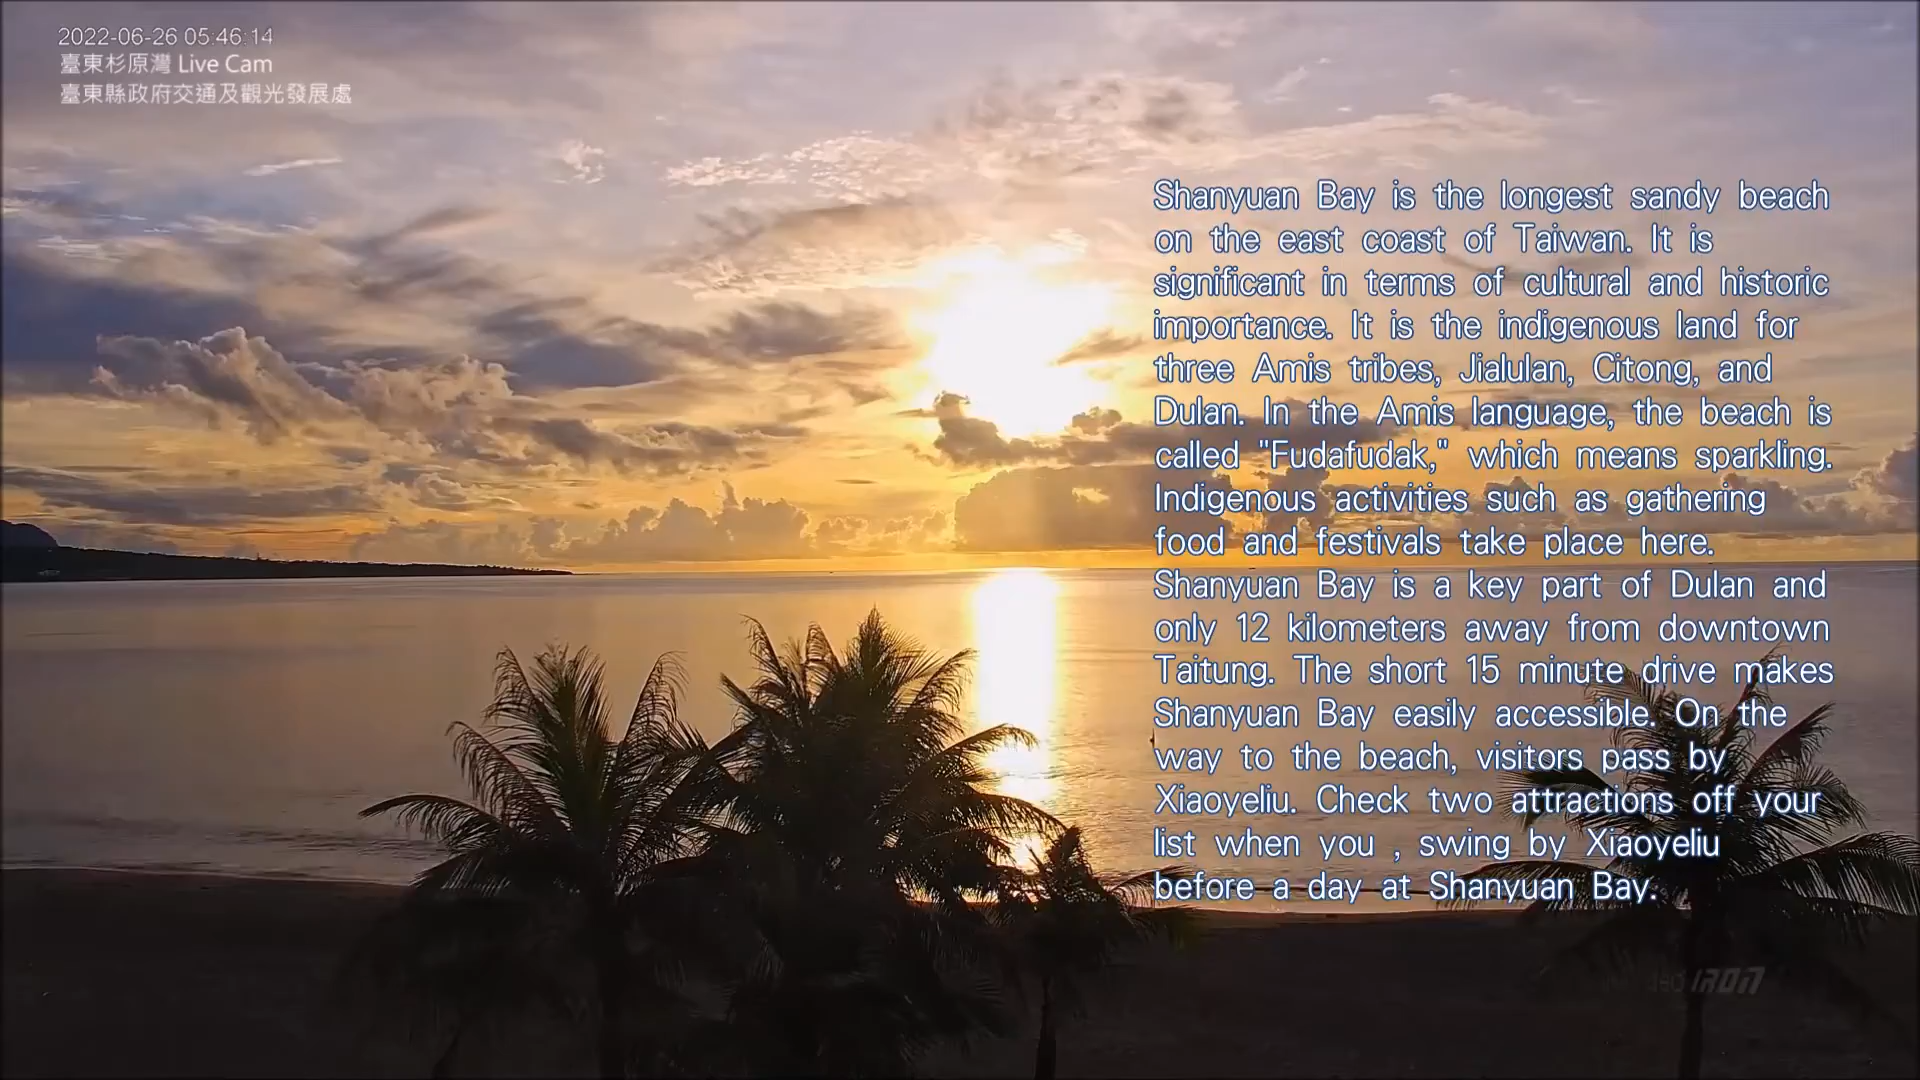 2022-06-26 05:46:14
臺東杉原灣 Live Cam
臺東縣政府交通及觀光發展處
Shanyuan Bay is the longest sandy beach
on the east coast of Taiwan. It is
significant in terms of cultural and historic
importance. It is the indigenous land for
three Amis tribes, Jialulan, Citong, and
Dulan. In the Amis language, the beach is
called "Fudafudak," which means sparkling.
Indigenous activities such as gathering
food and festivals take place here.
Shanyuan Bay is a key part of Dulan and
only 12 kilometers away from downtown
Taitung. The short 15 minute drive makes
Shanyuan Bay easily accessible. On the
way to the beach, visitors pass by
Xiaoyeliu. Check two attractions off your
list when you , swing by Xiaoyeliu
before a day at Shanyuan Bay.
IRON